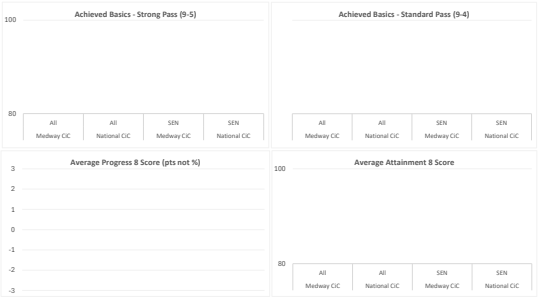 Achieved Basics - Strong Pass (9-5)
100
80
All All SEN SEN
Medway CiC National CiC Medway CiC National CiC
Achieved Basics - Standard Pass (9-4)
All All SEN SEN
Medway CiC National CiC Medway CiC National CiC
Average Progress 8 Score (pts not %)
3
2
1
0
-1
-2
-3
Average Attainment 8 Score
100
80
All All SEN SEN
Medway CiC National CiC Medway CiC National CiC